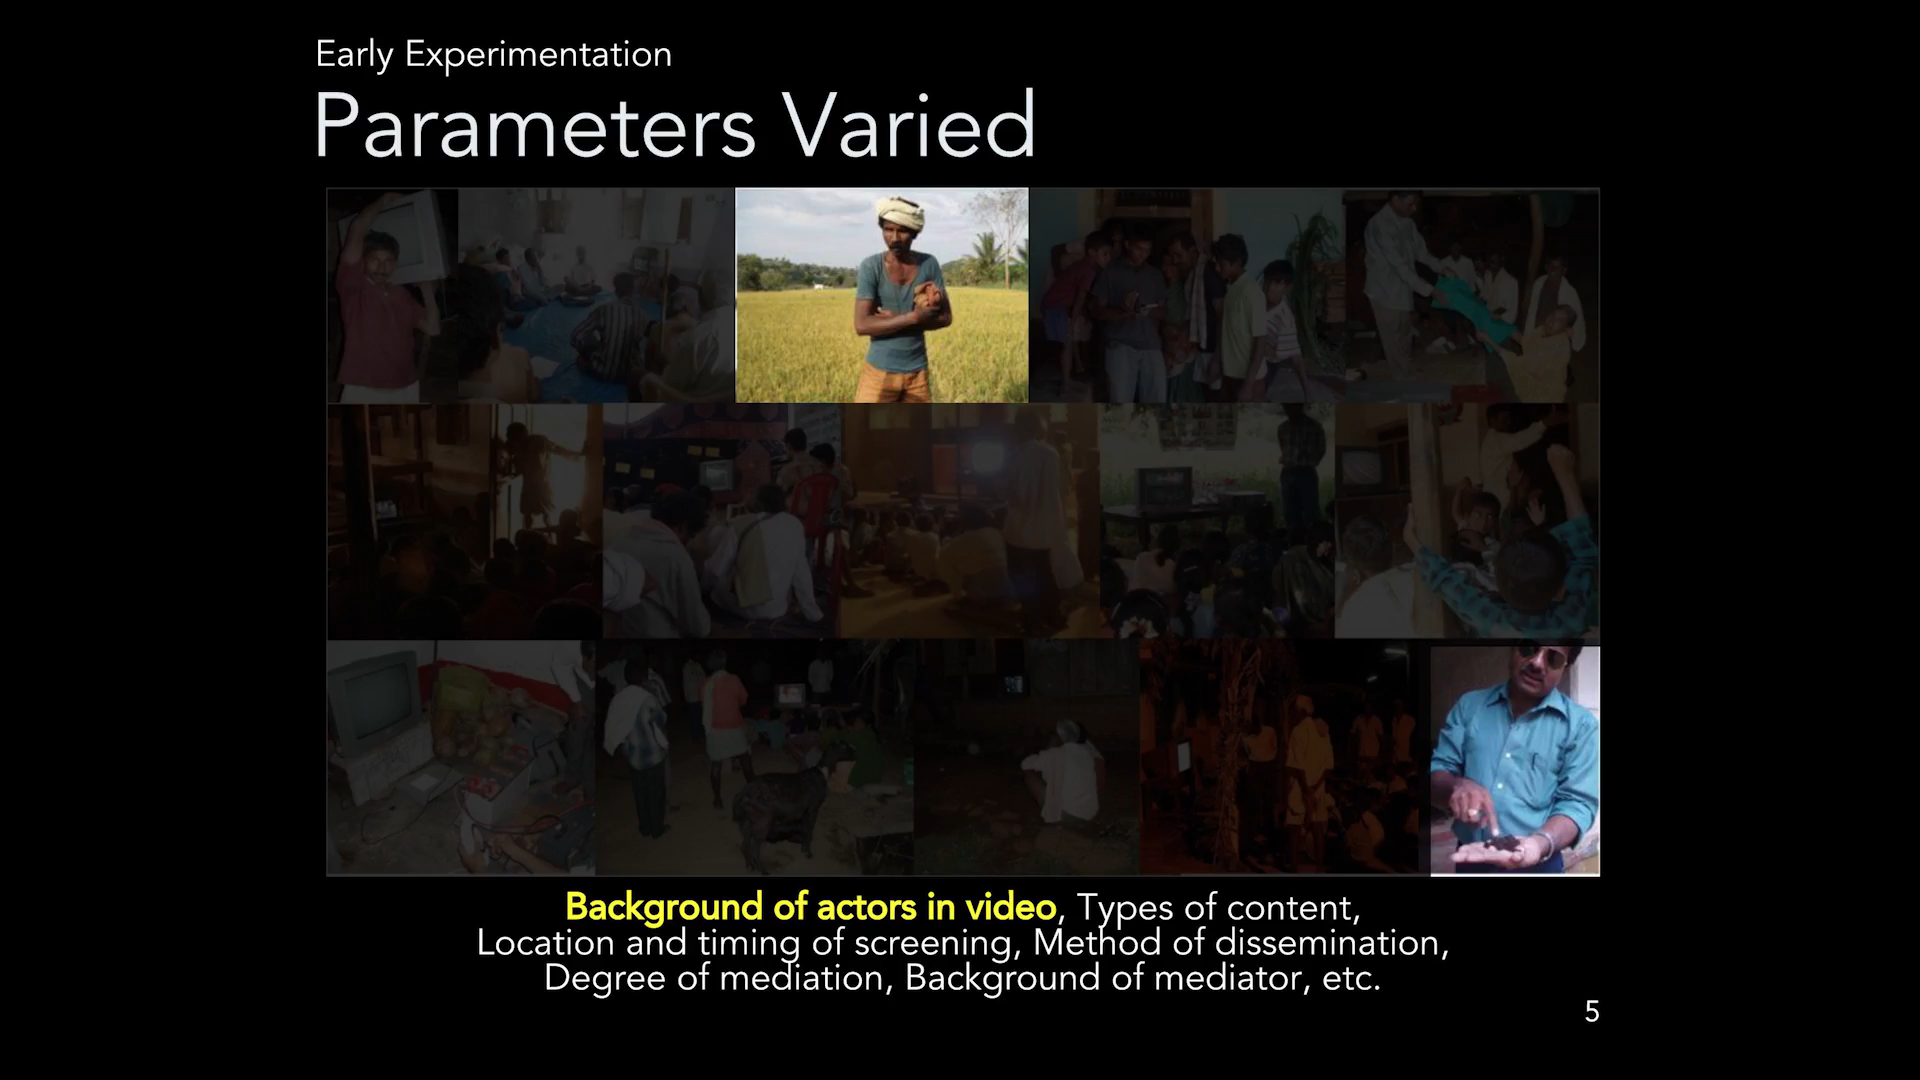 Early Experimentation
Parameters Varied
Background of actors in video, Types of content,
Location and timing of screening, Method of dissemination,
Degree of mediation, Background of mediator, etc.
5